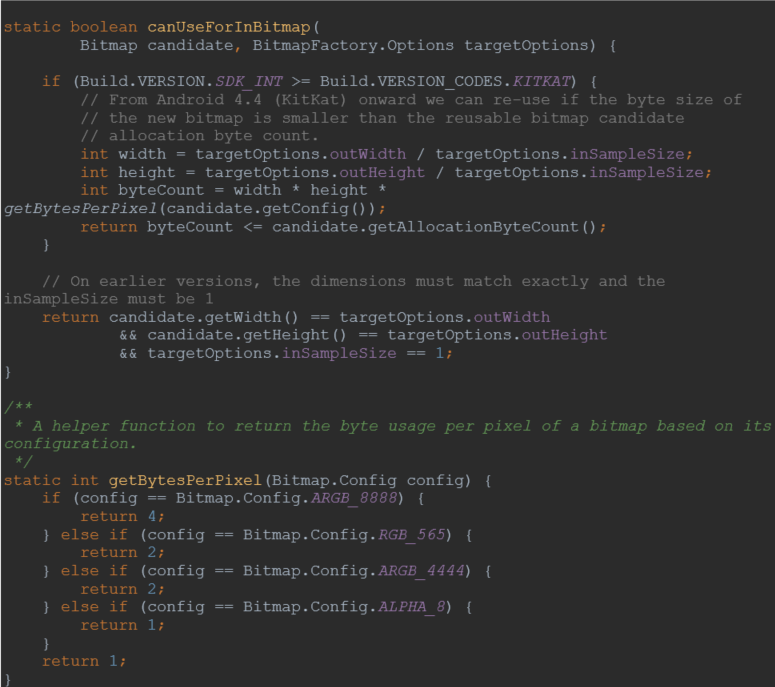 static boolean canUseForInBitmap(
        Bitmap candidate, BitmapFactory.Options targetOptions) {

    if (Build.VERSION.SDK_INT >= Build.VERSION_CODES.KITKAT) {
        // From Android 4.4 (KitKat) onward we can re-use if the byte size of
        // the new bitmap is smaller than the reusable bitmap candidate
        // allocation byte count.
        int width = targetOptions.outWidth / targetOptions.inSampleSize;
        int height = targetOptions.outHeight / targetOptions.inSampleSize;
        int byteCount = width * height *
getBytesPerPixel(candidate.getConfig());
        return byteCount <= candidate.getAllocationByteCount();
    }

    // On earlier versions, the dimensions must match exactly and the
inSampleSize must be 1
    return candidate.getWidth() == targetOptions.outWidth
            && candidate.getHeight() == targetOptions.outHeight
            && targetOptions.inSampleSize == 1;
}

/**
 * A helper function to return the byte usage per pixel of a bitmap based on its
configuration.
 */
static int getBytesPerPixel(Bitmap.Config config) {
    if (config == Bitmap.Config.ARGB_8888) {
        return 4;
    } else if (config == Bitmap.Config.RGB_565) {
        return 2;
    } else if (config == Bitmap.Config.ARGB_4444) {
        return 2;
    } else if (config == Bitmap.Config.ALPHA_8) {
        return 1;
    }
    return 1;
}